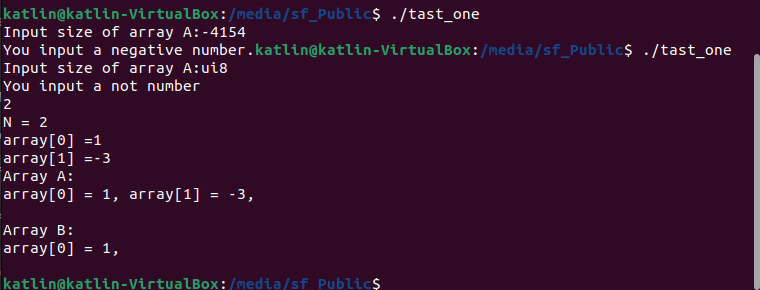 katlin@katlin-VirtualBox:/media/sf_Public$ ./tast_one
Input size of array A:-4154
You input a negative number.katlin@katlin-VirtualBox:/media/sf_Public$ ./tast_one
Input size of array A:ui8
You input a not number
2
N = 2
array[0] =1
array[1] =-3
Array A:
array[0] = 1, array[1] = -3,
Array B:
array[0] = 1,
katlin@katlin-VirtualBox:/media/sf_Public$